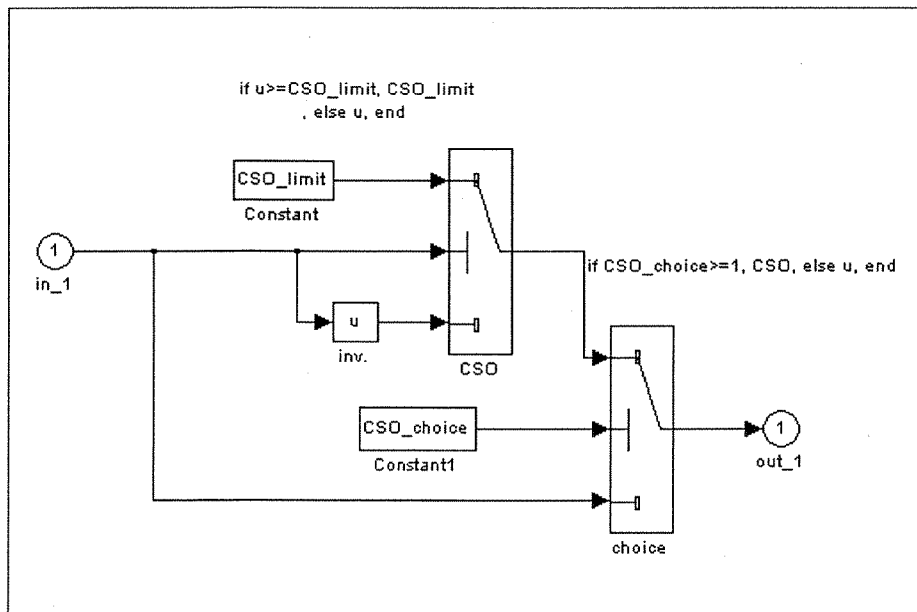 if u>=CSO_limit, CSO_limit
, else u, end
CSO_limit
Constant
1
in_1
if CSO_choice>=1, CSO, else u, end
u
inv.
CSO
CSO_choice
Constant1
1
out_1
choice